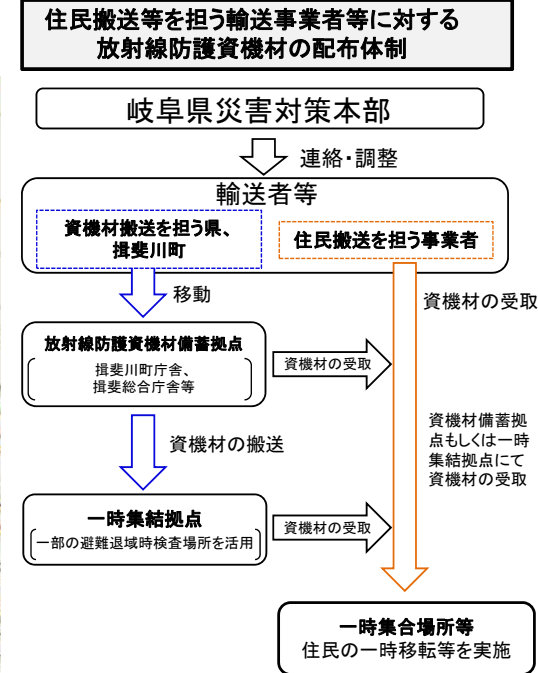 住民搬送等を担う輸送事業者等に対する
放射線防護資機材の配布体制
岐阜県災害対策本部
連絡・調整
輸送者等
資機材搬送を担う県、
揖斐川町
住民搬送を担う事業者
移動
資機材の受取
放射線防護資機材備蓄拠点
揖斐川町庁舎、
揖斐総合庁舎等
資機材の受取
資機材の搬送
資機材備蓄拠
点もしくは一時
集結拠点にて
資機材の受取
一時集結拠点
一部の避難退域時検査場所を活用
資機材の受取
一時集合場所等
住民の一時移転等を実施